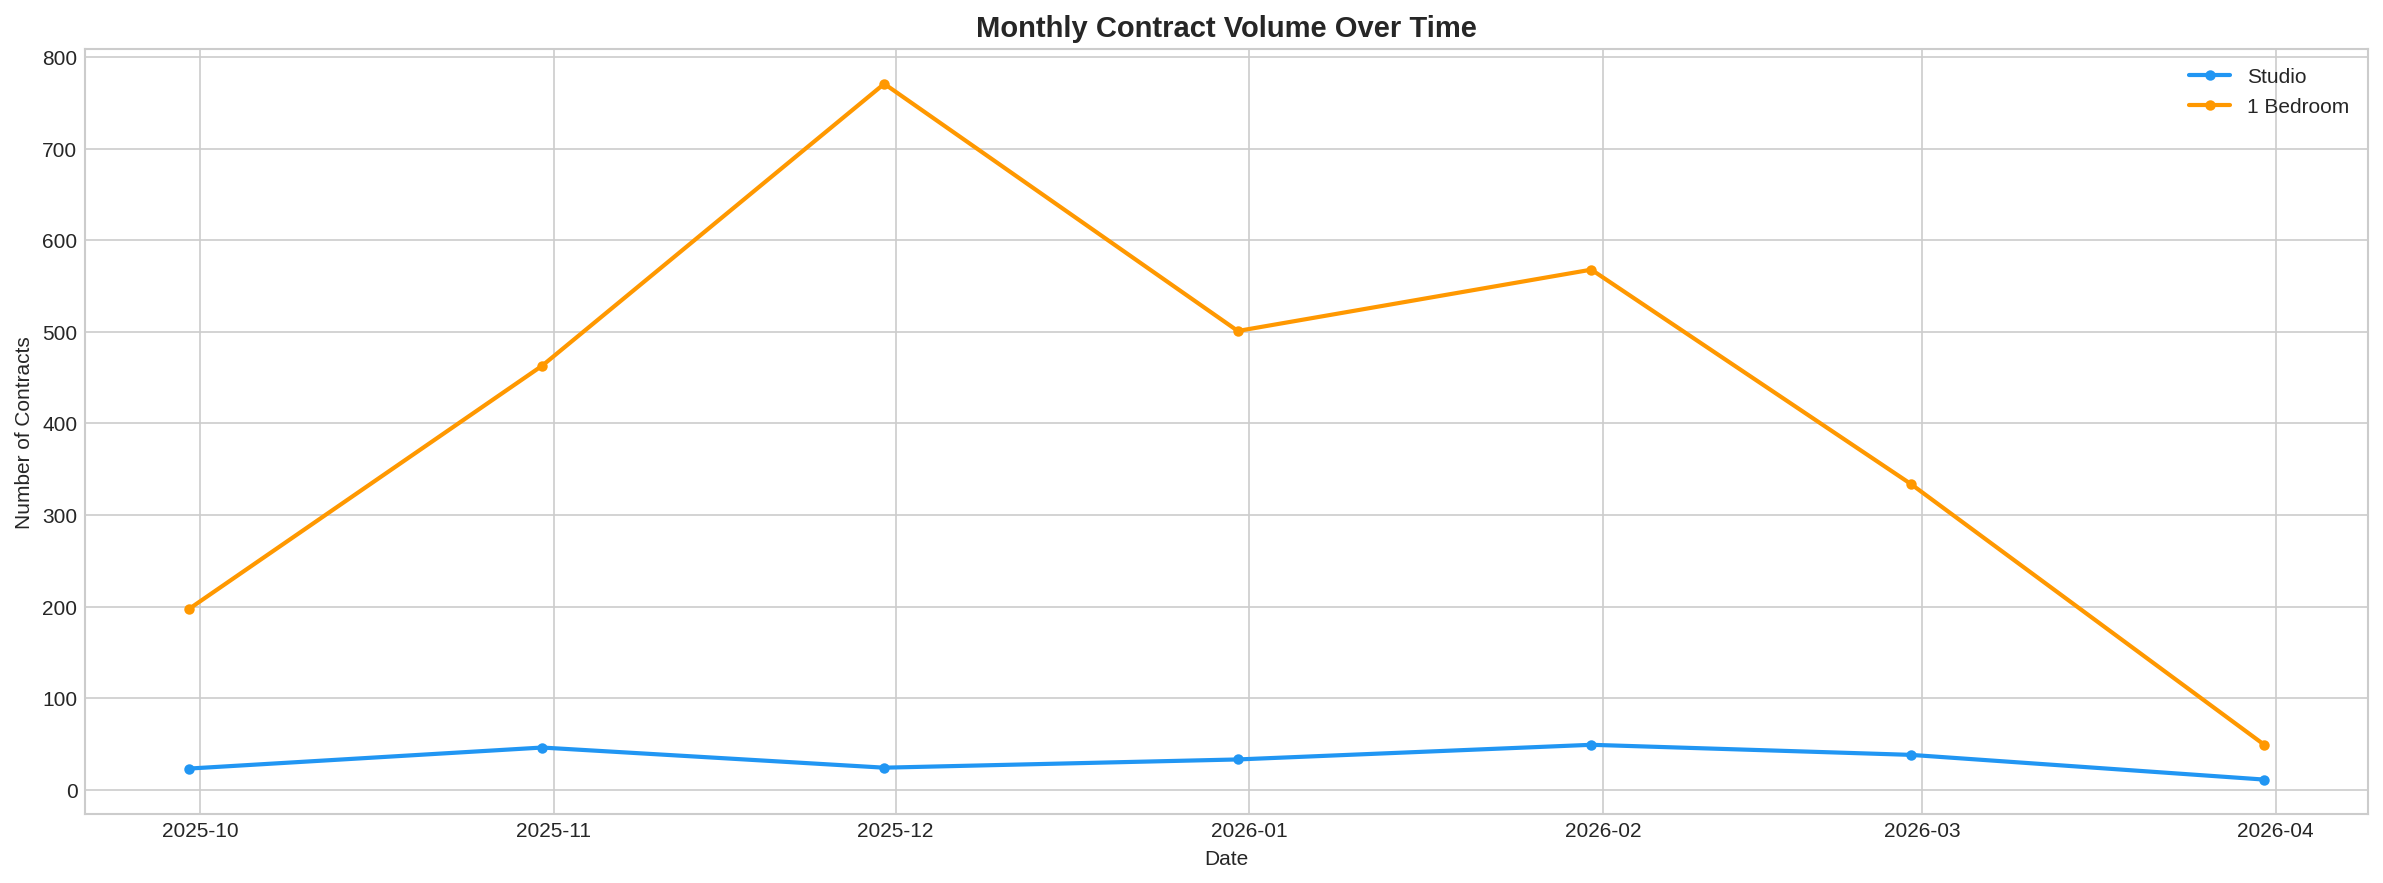 Monthly Contract Volume Over Time
Studio
1 Bedroom
Number of Contracts
800
700
600
500
400
300
200
100
0
2025-10 2025-11 2025-12 2026-01 2026-02 2026-03 2026-04
Date